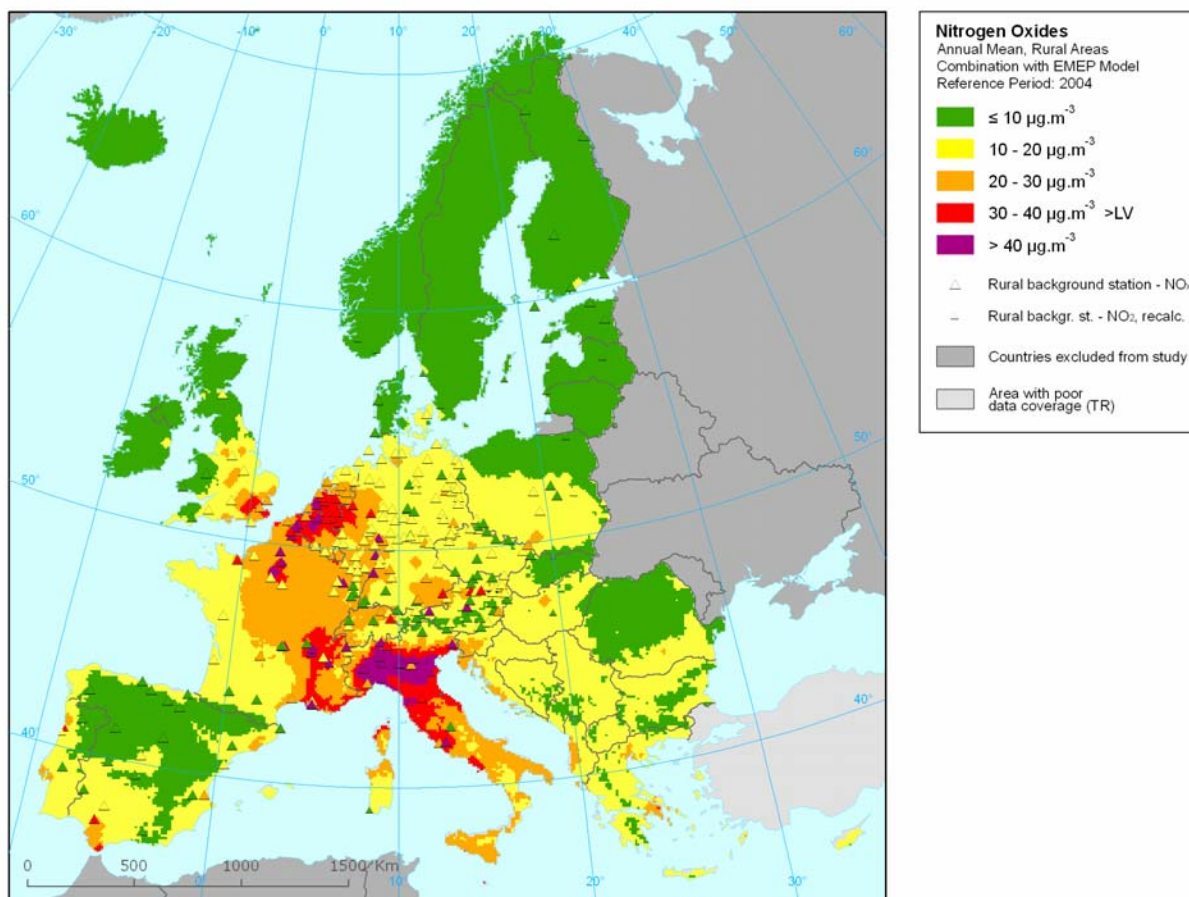 -30° -20° -10° 0° 10° 20° 30° 40° 50° 60°
60°
60°
50°
50°
40°
40°
0 500 1000 1500 Km
0° 10° 20° 30°
Nitrogen Oxides
Annual Mean, Rural Areas
Combination with EMEP Model
Reference Period: 2004
≤ 10 µg.m⁻³
10 - 20 µg.m⁻³
20 - 30 µg.m⁻³
30 - 40 µg.m⁻³ >LV
> 40 µg.m⁻³
Rural background station - NO
Rural backgr. st. - NO₂, recalc.
Countries excluded from study
Area with poor
data coverage (TR)